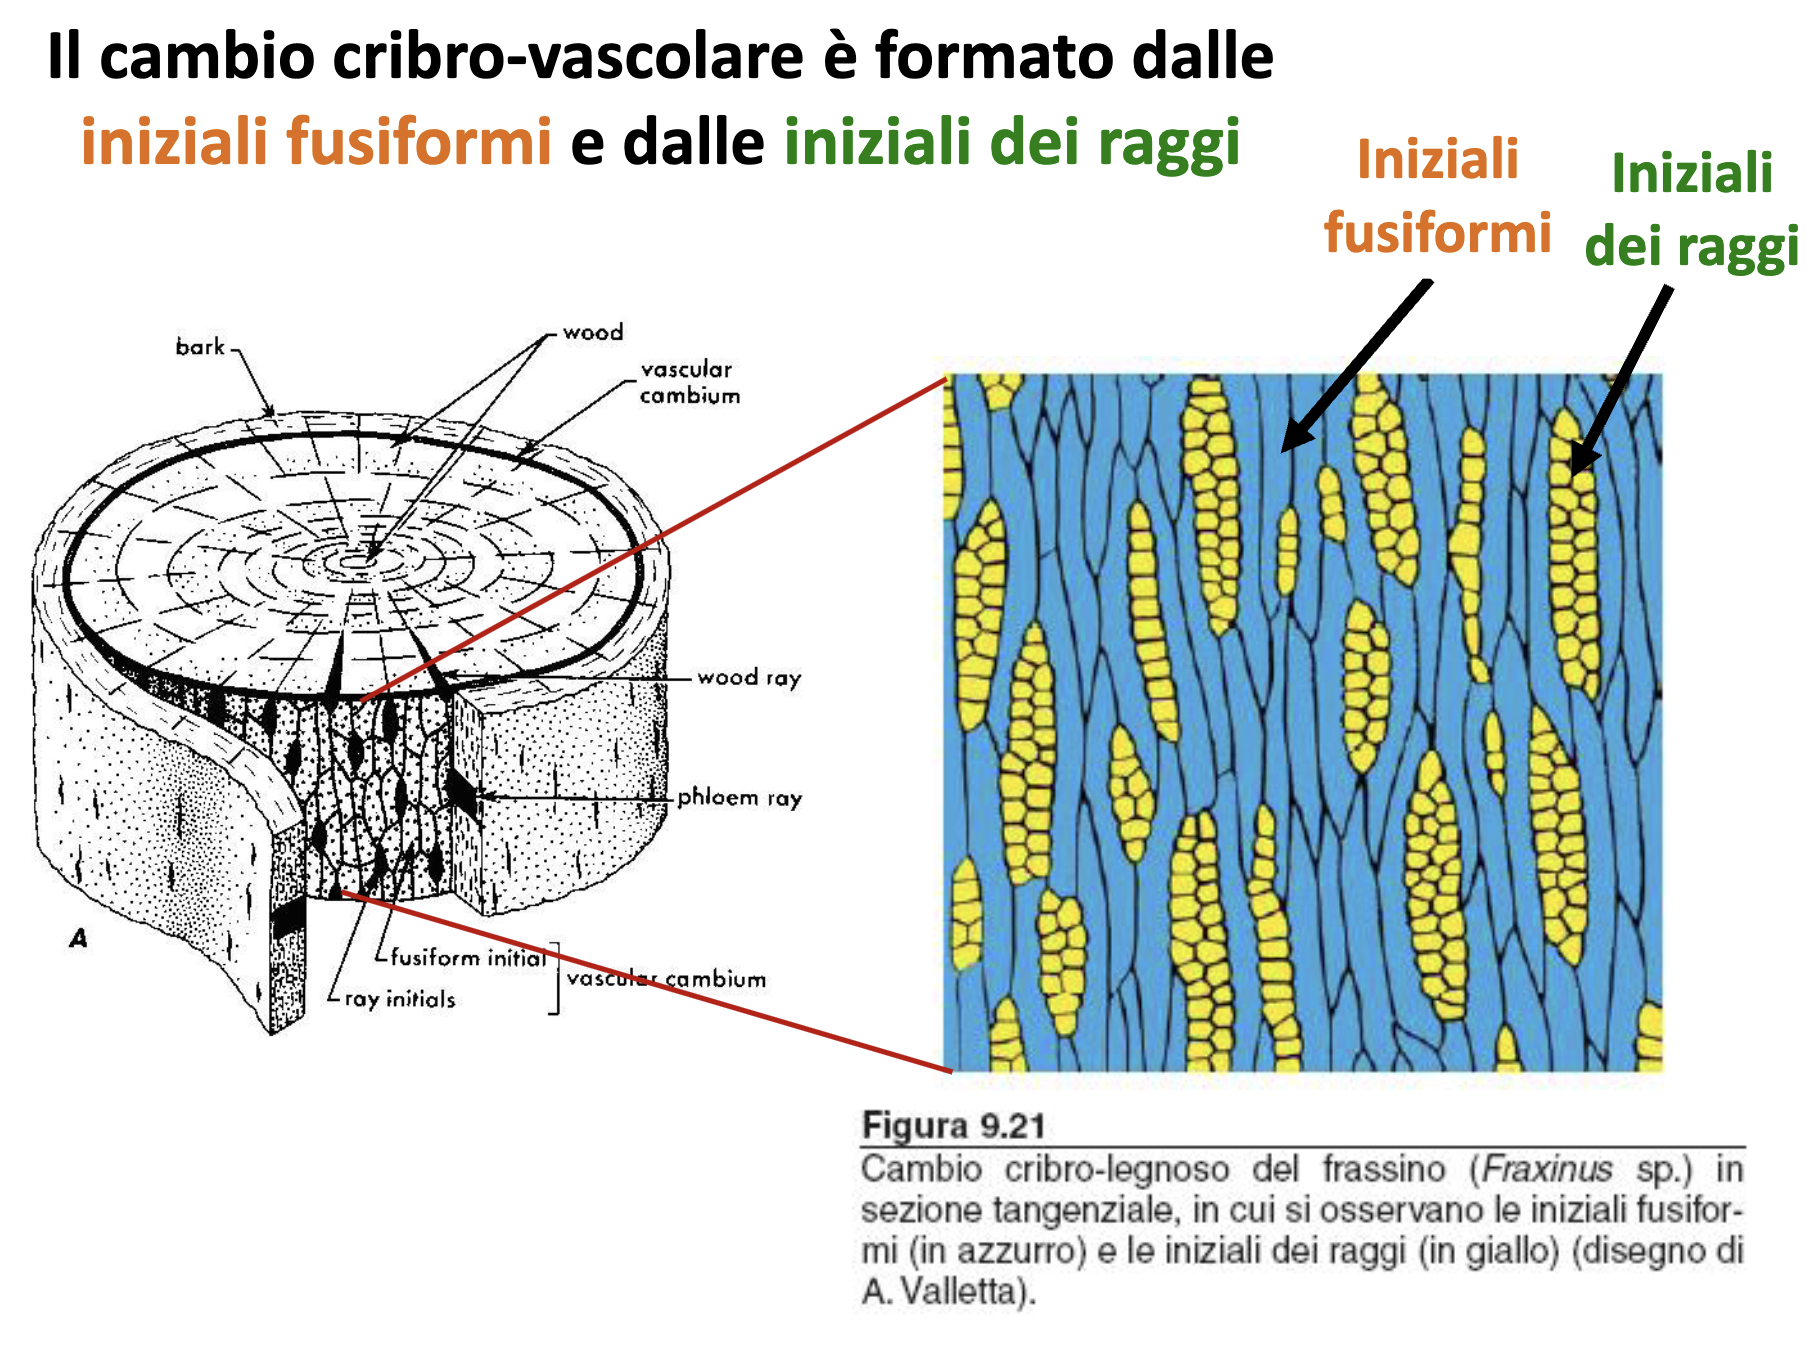 Il cambio cribro-vascolare è formato dalle
iniziali fusiformi e dalle iniziali dei raggi
Iniziali
fusiformi
Iniziali
dei raggi
bark
wood
vascular
cambium
wood ray
phloem ray
A
fusiform initial
ray initials
vascular cambium
Figura 9.21
Cambio cribro-legnoso del frassino (Fraxinus sp.) in
sezione tangenziale, in cui si osservano le iniziali fusifor-
mi (in azzurro) e le iniziali dei raggi (in giallo) (disegno di
A. Valletta).